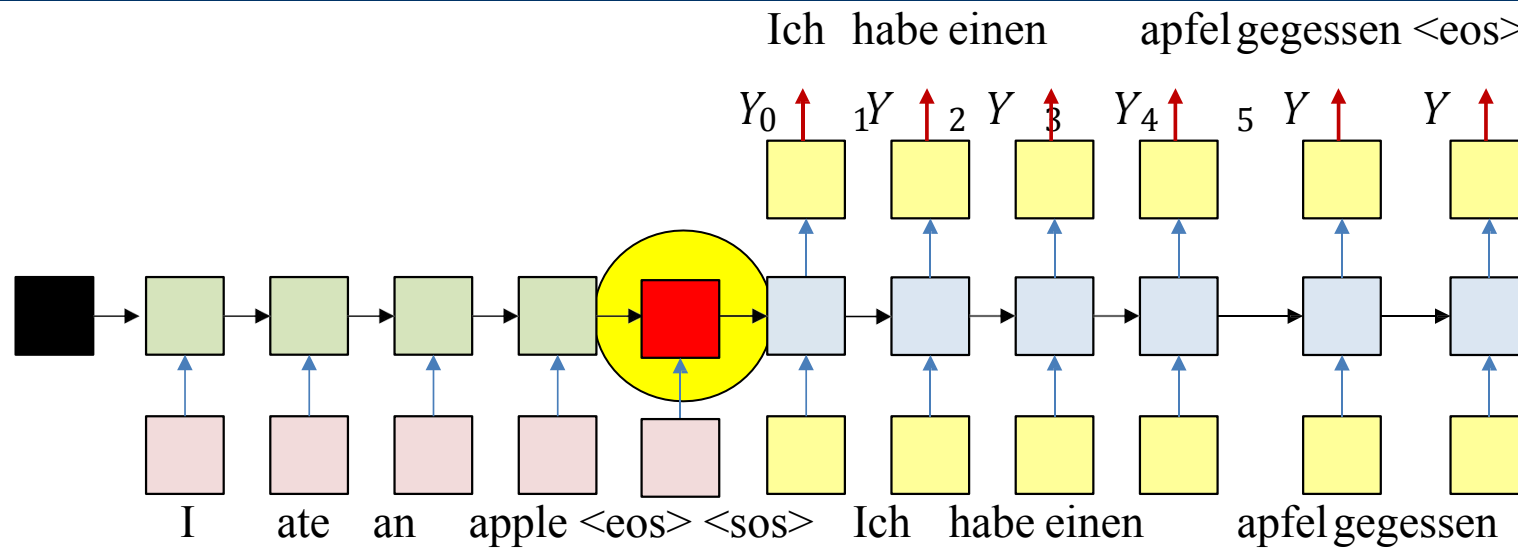 Ich habe einen apfel gegessen <eos>
Y0 1Y 2 Y 3 Y4 5 Y Y
I ate an apple <eos> <sos> Ich habe einen apfel gegessen